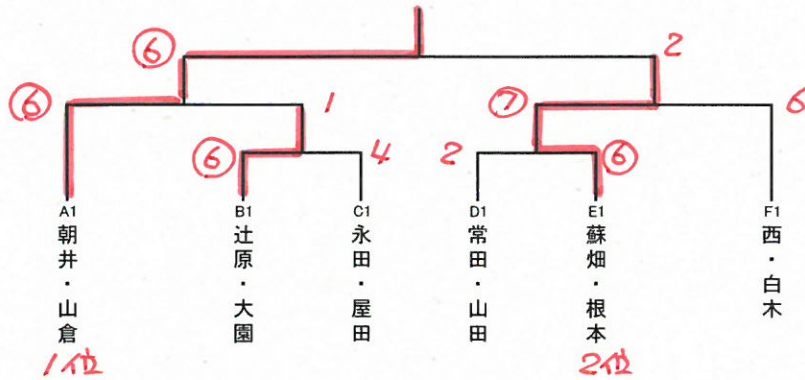 ⑥ 2
⑥ 1 ⑦ 6
⑥ 4 2 ⑥
A1 B1 C1 D1 E1 F1
朝井・山倉
辻原・大園
永田・屋田
常田・山田
蘇畑・根本
西・白木
1位 2位